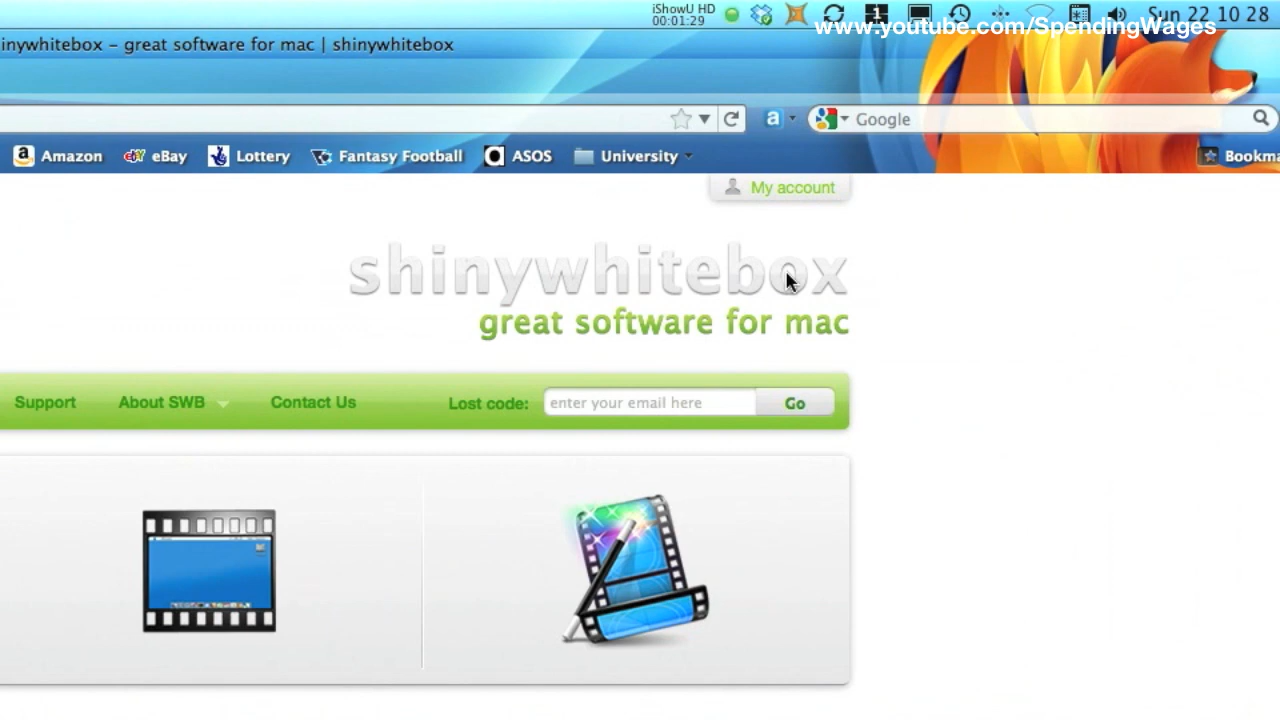 iShowU HD
00:01:29
1
Sun 22 10 28
www.youtube.com/SpendingWages
inywhitebox – great software for mac | shinywhitebox
a
Google
a Amazon
ebY eBay
Lottery
Fantasy Football
ASOS
University
Bookma
My account
shinywhitebox
great software for mac
Support
About SWB
Contact Us
Lost code:
enter your email here
Go